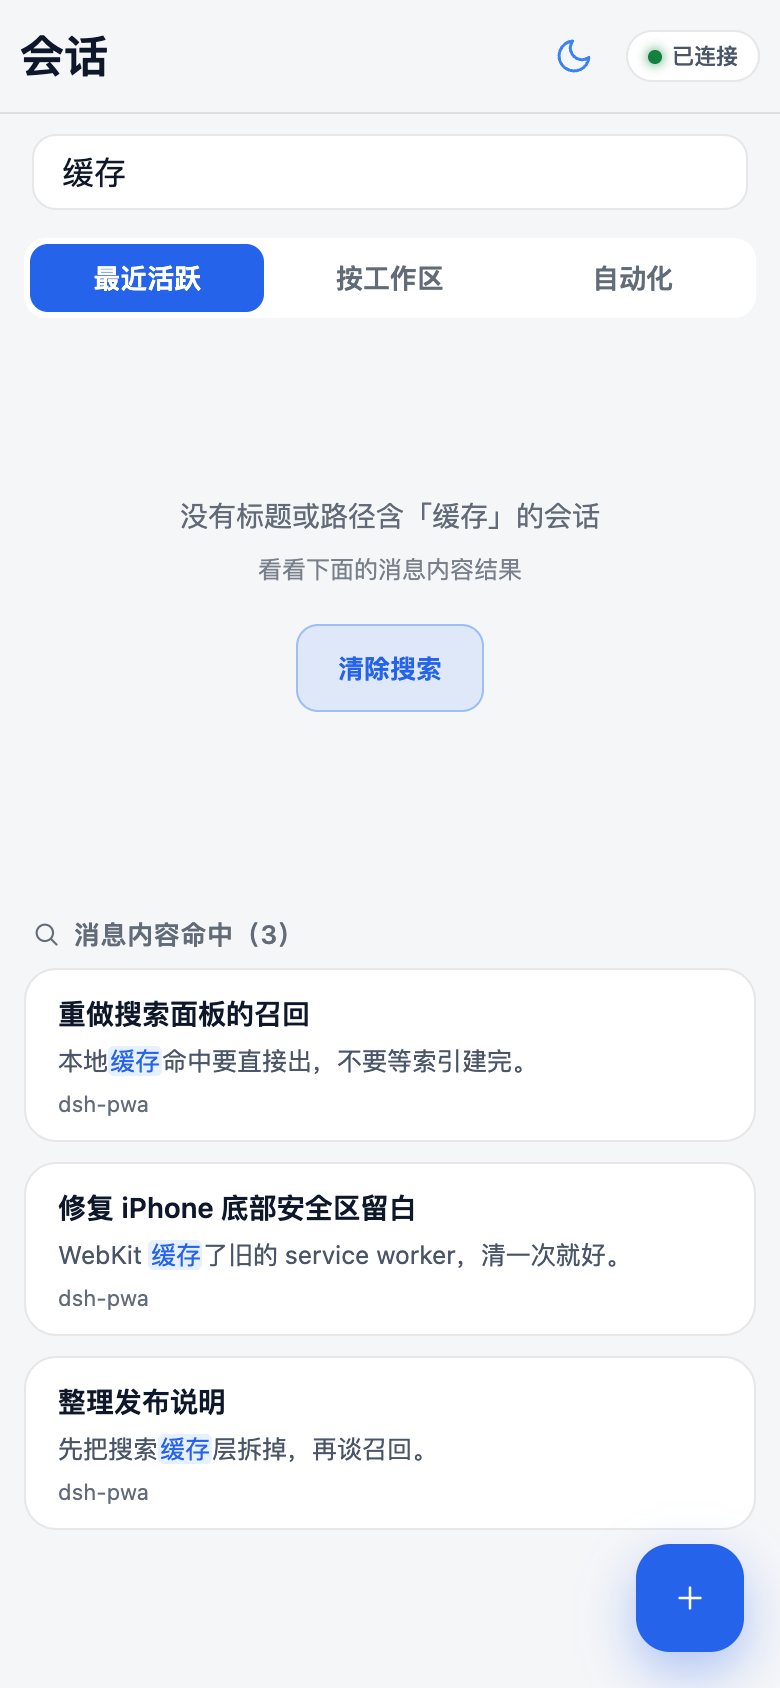 会话
已连接
缓存
最近活跃
按工作区
自动化
没有标题或路径含「缓存」的会话
看看下面的消息内容结果
清除搜索
消息内容命中（3）
重做搜索面板的召回
本地缓存命中要直接出，不要等索引建完。
dsh-pwa
修复 iPhone 底部安全区留白
WebKit 缓存了旧的 service worker，清一次就好。
dsh-pwa
整理发布说明
先把搜索缓存层拆掉，再谈召回。
dsh-pwa